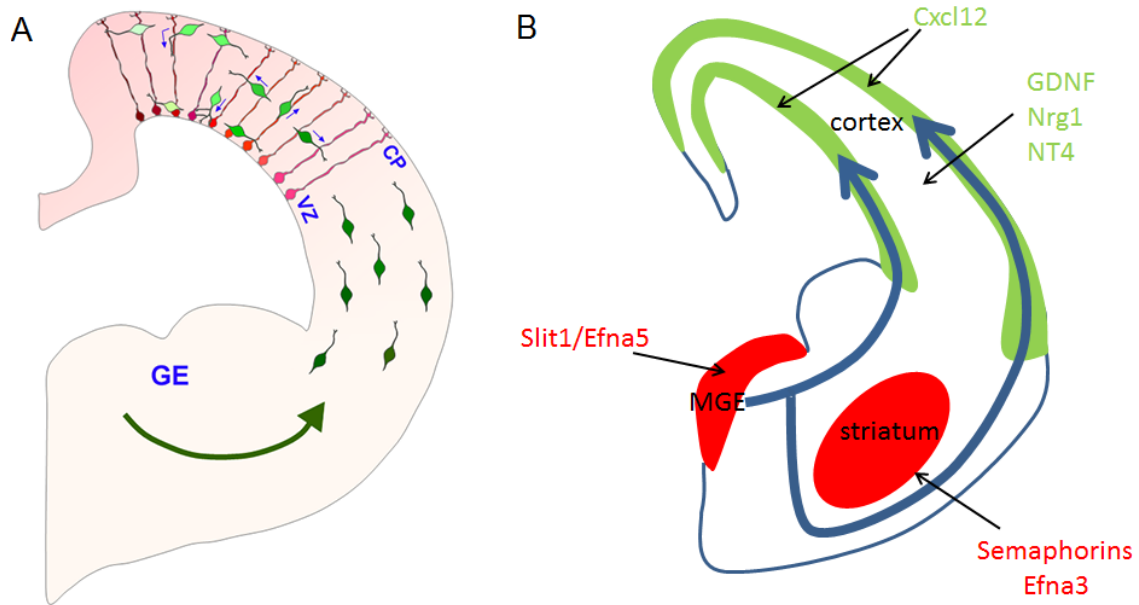 A
GE
VZ
CP
B
Cxcl12
GDNF
Nrg1
NT4
cortex
Slit1/Efna5
MGE
striatum
Semaphorins
Efna3